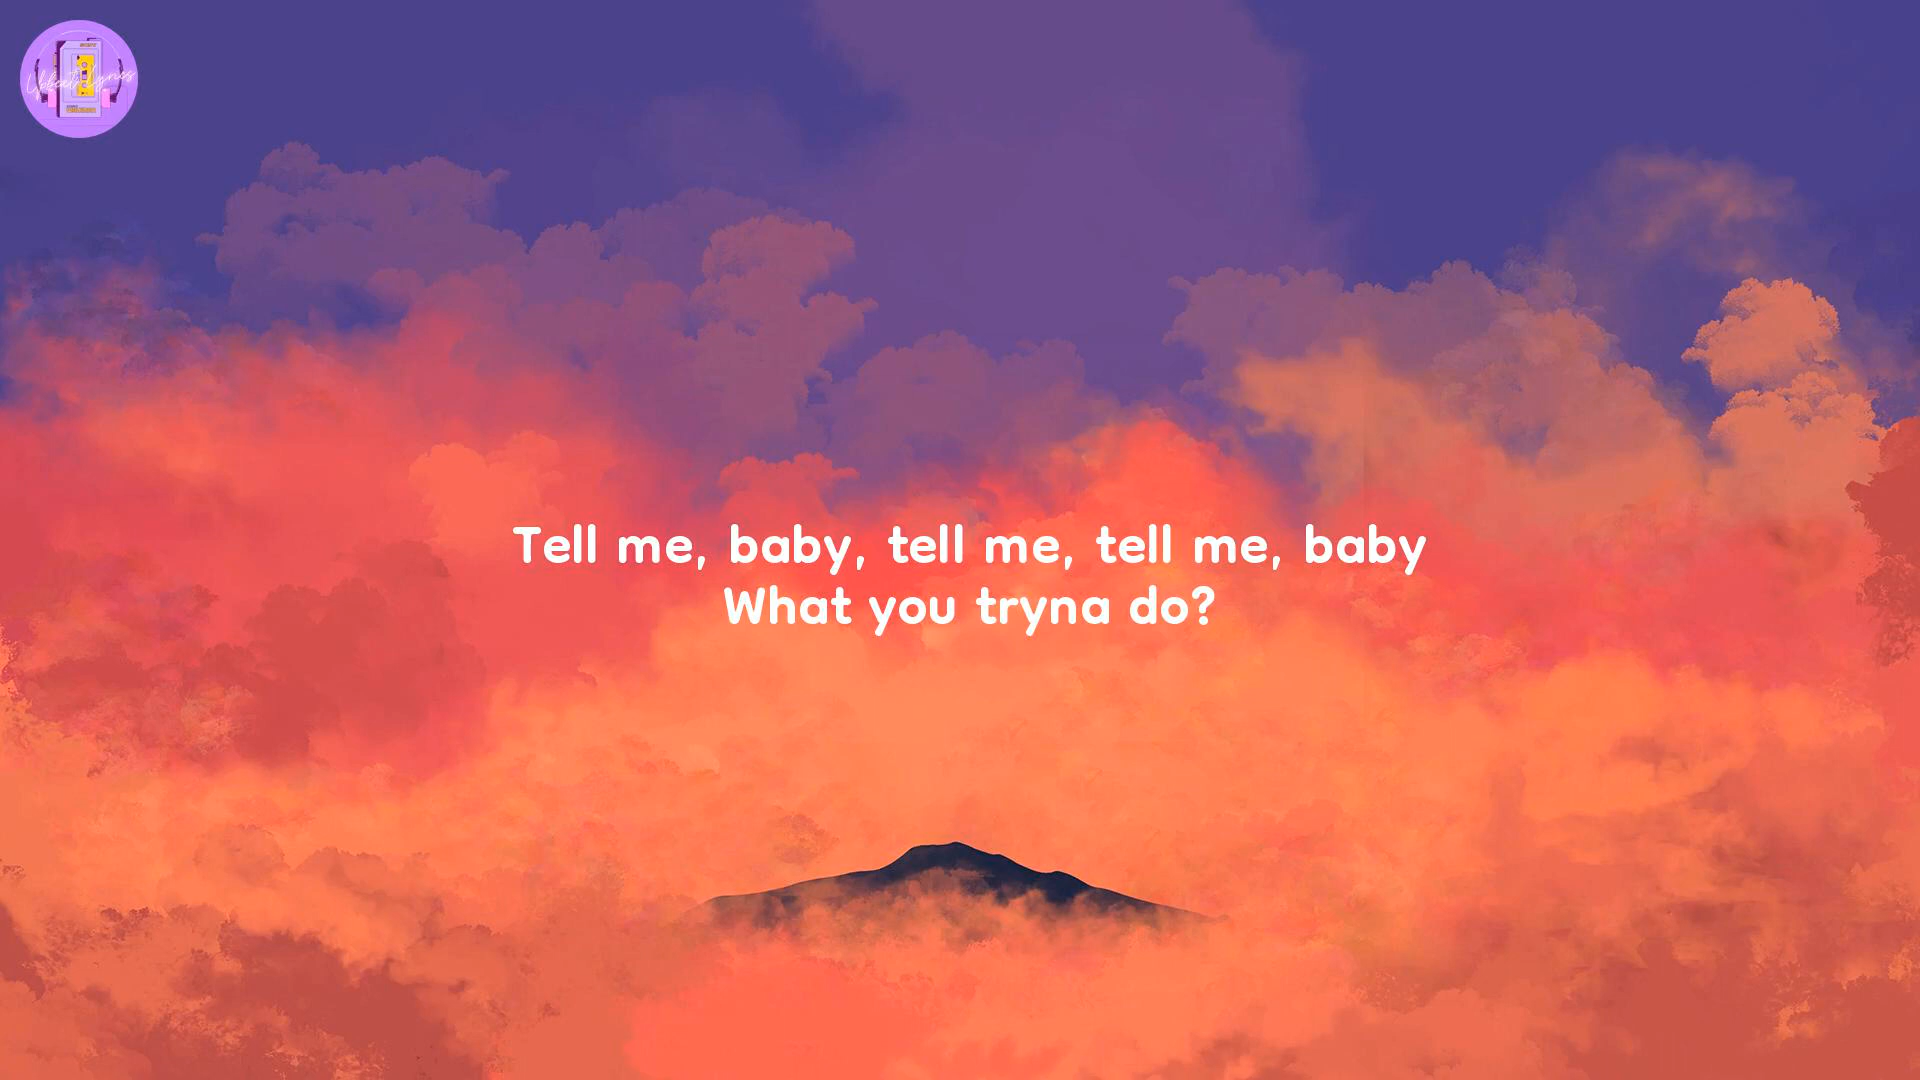 Tell me, baby, tell me, tell me, baby
What you tryna do?